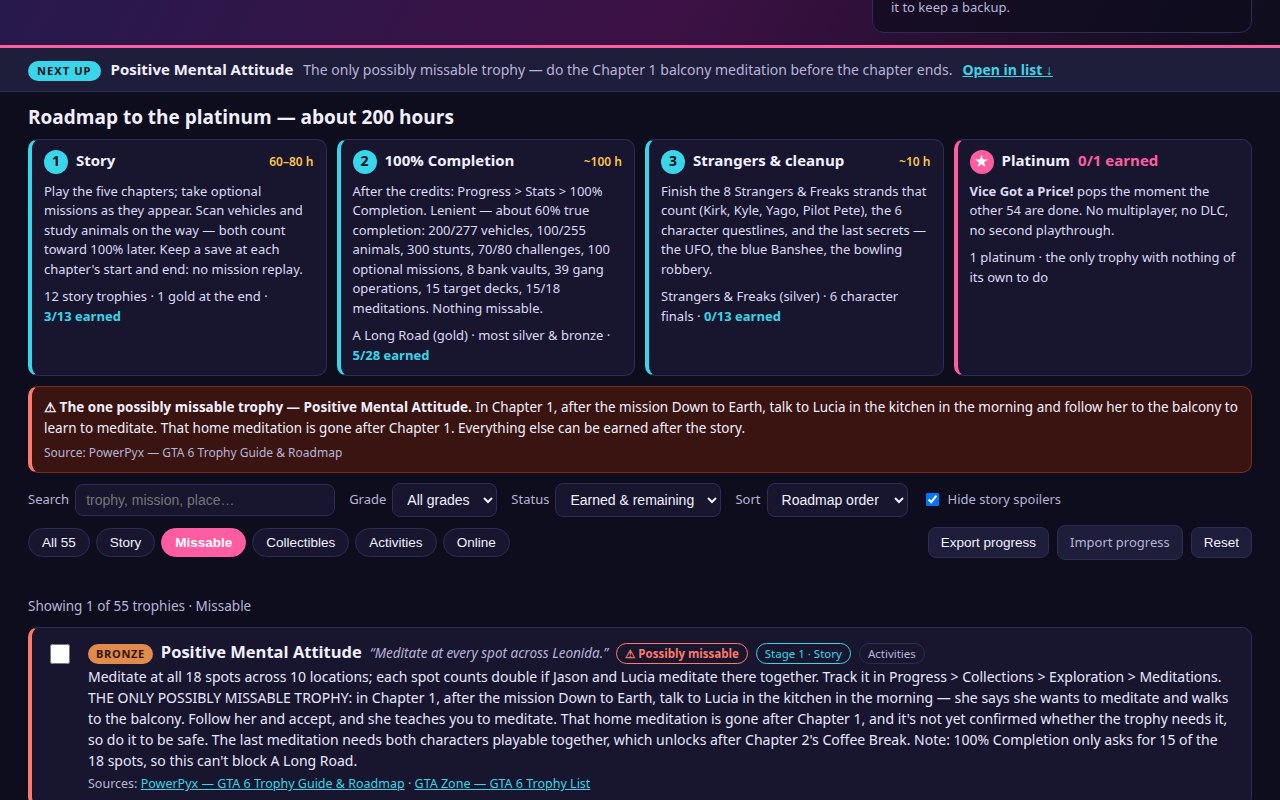 it to keep a backup.
NEXT UP Positive Mental Attitude The only possibly missable trophy — do the Chapter 1 balcony meditation before the chapter ends. Open in list ↓
Roadmap to the platinum — about 200 hours
1 Story 60–80 h
Play the five chapters; take optional
missions as they appear. Scan vehicles and
study animals on the way — both count
toward 100% later. Keep a save at each
chapter's start and end: no mission replay.
12 story trophies · 1 gold at the end ·
3/13 earned
2 100% Completion ~100 h
After the credits: Progress > Stats > 100%
Completion. Lenient — about 60% true
completion: 200/277 vehicles, 100/255
animals, 300 stunts, 70/80 challenges, 100
optional missions, 8 bank vaults, 39 gang
operations, 15 target decks, 15/18
meditations. Nothing missable.
A Long Road (gold) · most silver & bronze ·
5/28 earned
3 Strangers & cleanup ~10 h
Finish the 8 Strangers & Freaks strands that
count (Kirk, Kyle, Yago, Pilot Pete), the 6
character questlines, and the last secrets —
the UFO, the blue Banshee, the bowling
robbery.
Strangers & Freaks (silver) · 6 character
finals · 0/13 earned
★ Platinum 0/1 earned
Vice Got a Price! pops the moment the
other 54 are done. No multiplayer, no DLC,
no second playthrough.
1 platinum · the only trophy with nothing of
its own to do
⚠ The one possibly missable trophy — Positive Mental Attitude. In Chapter 1, after the mission Down to Earth, talk to Lucia in the kitchen in the morning and follow her to the balcony to
learn to meditate. That home meditation is gone after Chapter 1. Everything else can be earned after the story.
Source: PowerPyx — GTA 6 Trophy Guide & Roadmap
Search trophy, mission, place… Grade All grades Status Earned & remaining Sort Roadmap order Hide story spoilers
All 55 Story Missable Collectibles Activities Online Export progress Import progress Reset
Showing 1 of 55 trophies · Missable
BRONZE Positive Mental Attitude “Meditate at every spot across Leonida.” ⚠ Possibly missable Stage 1 · Story Activities
Meditate at all 18 spots across 10 locations; each spot counts double if Jason and Lucia meditate there together. Track it in Progress > Collections > Exploration > Meditations.
THE ONLY POSSIBLY MISSABLE TROPHY: in Chapter 1, after the mission Down to Earth, talk to Lucia in the kitchen in the morning — she says she wants to meditate and walks
to the balcony. Follow her and accept, and she teaches you to meditate. That home meditation is gone after Chapter 1, and it's not yet confirmed whether the trophy needs it,
so do it to be safe. The last meditation needs both characters playable together, which unlocks after Chapter 2's Coffee Break. Note: 100% Completion only asks for 15 of the
18 spots, so this can't block A Long Road.
Sources: PowerPyx — GTA 6 Trophy Guide & Roadmap · GTA Zone — GTA 6 Trophy List